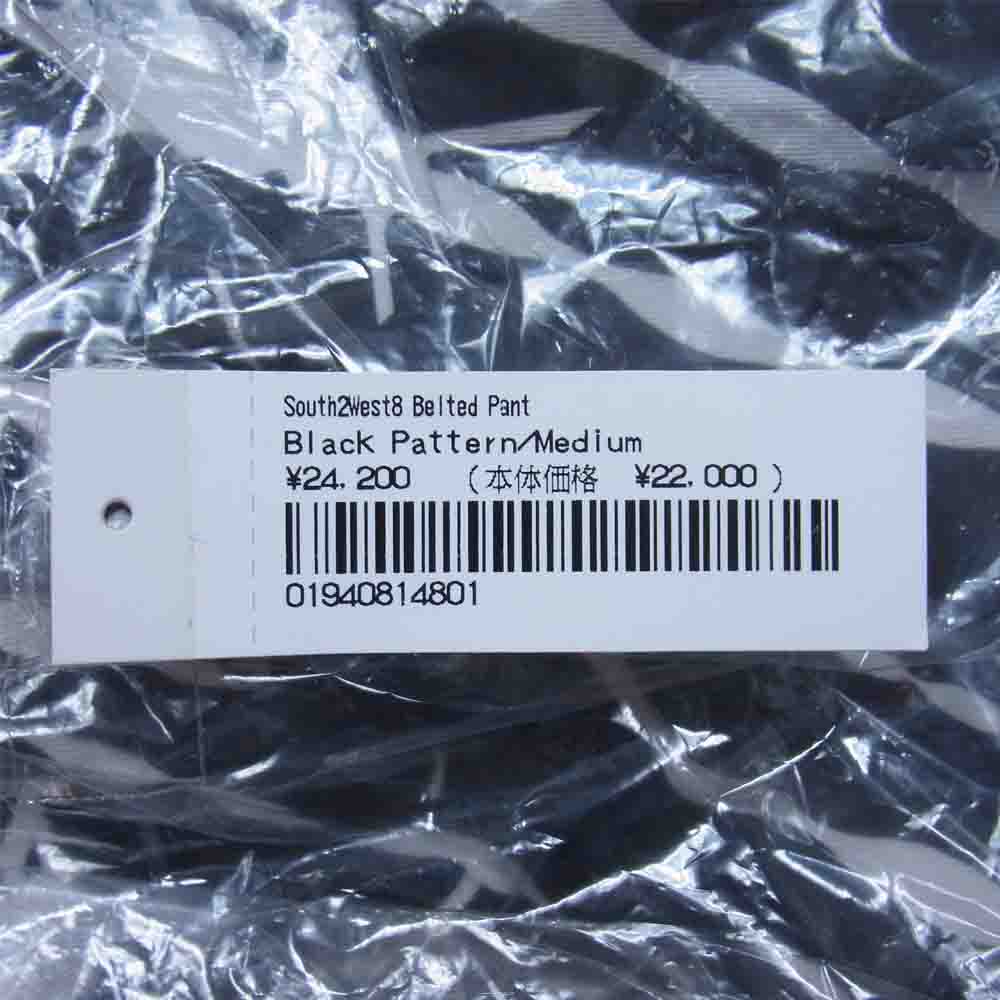 South2West8 Belted Pant
Black Pattern/Medium
¥24,200 (本体価格 ¥22,000)
01940814801